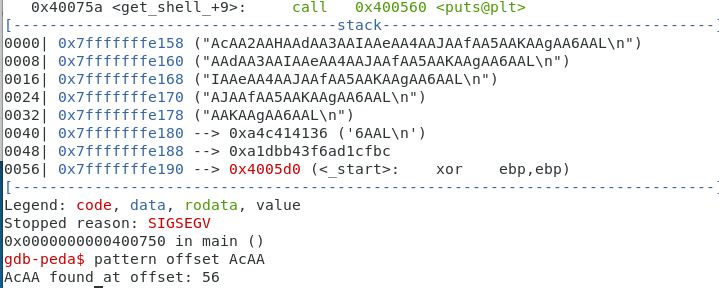 0x40075a <get_shell_+9>:     call   0x400560 <puts@plt>
[------------------------------------stack-------------------------------------]
0000| 0x7fffffffe158 ("AcAA2AAHAAdAA3AAIAAeAA4AAJAAfAA5AAKAAgAA6AAL\n")
0008| 0x7fffffffe160 ("AAdAA3AAIAAeAA4AAJAAfAA5AAKAAgAA6AAL\n")
0016| 0x7fffffffe168 ("IAAeAA4AAJAAfAA5AAKAAgAA6AAL\n")
0024| 0x7fffffffe170 ("AJAAfAA5AAKAAgAA6AAL\n")
0032| 0x7fffffffe178 ("AAKAAgAA6AAL\n")
0040| 0x7fffffffe180 --> 0xa4c414136 ('6AAL\n')
0048| 0x7fffffffe188 --> 0xa1dbb43f6ad1cfbc
0056| 0x7fffffffe190 --> 0x4005d0 (<_start>:    xor    ebp,ebp)
[------------------------------------------------------------------------------]
Legend: code, data, rodata, value
Stopped reason: SIGSEGV
0x0000000000400750 in main ()
gdb-peda$ pattern offset AcAA
AcAA found at offset: 56